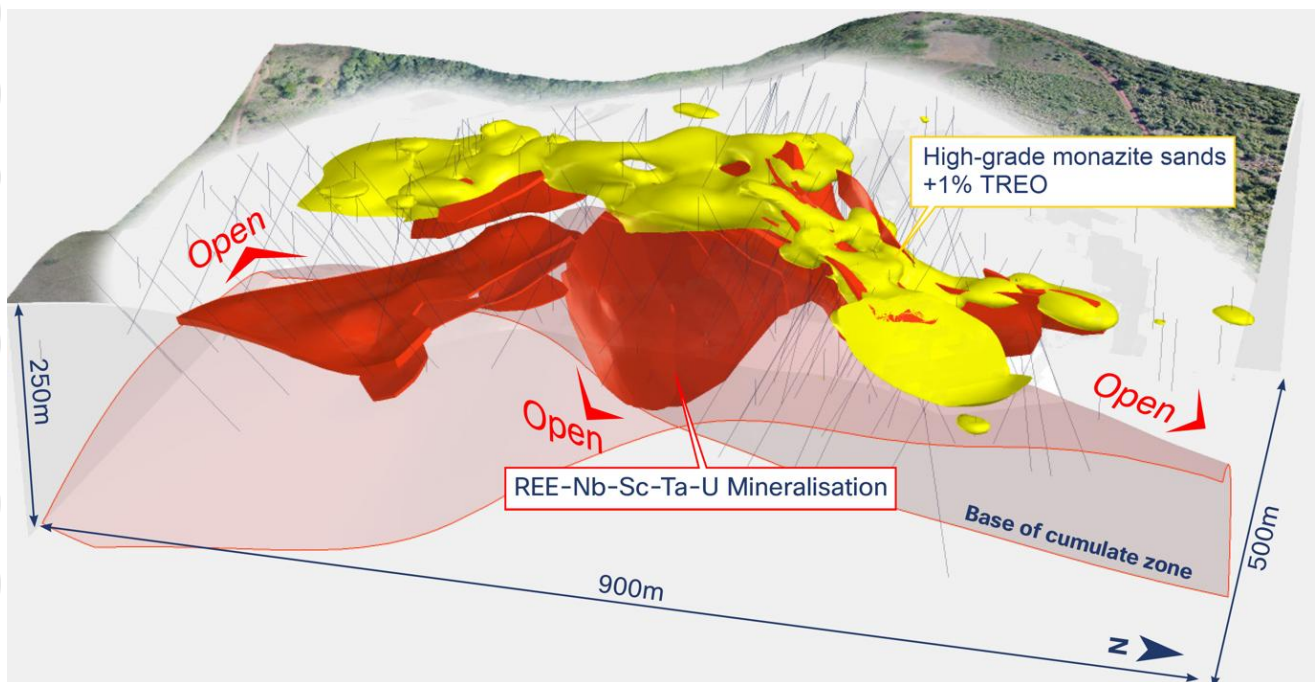 High-grade monazite sands
+1% TREO
Open
Open
Open
250m
REE-Nb-Sc-Ta-U Mineralisation
Base of cumulate zone
500m
900m
N